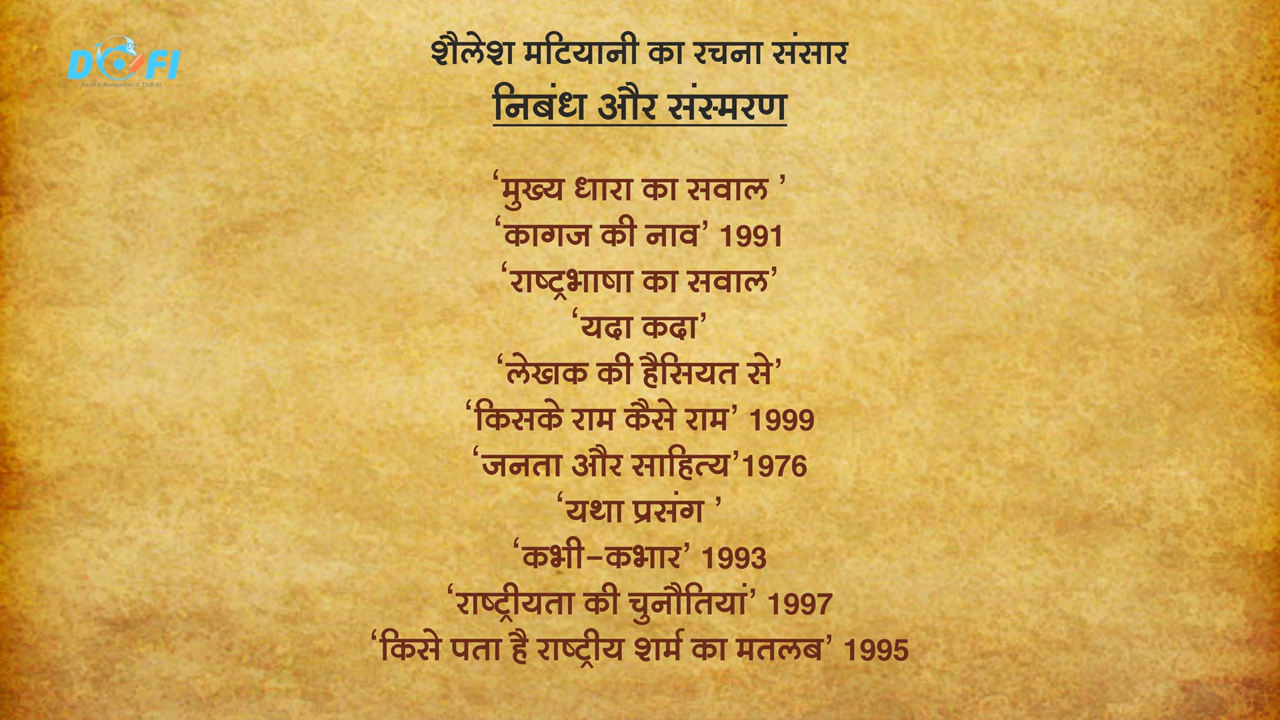 DOFI
शैलेश मटियानी का रचना संसार
निबंध और संस्मरण
‘मुख्य धारा का सवाल ’
‘कागज की नाव’ 1991
‘राष्ट्रभाषा का सवाल’
‘यदा कदा’
‘लेखक की हैसियत से’
‘किसके राम कैसे राम’ 1999
‘जनता और साहित्य’1976
‘यथा प्रसंग ’
‘कभी-कभार’ 1993
‘राष्ट्रीयता की चुनौतियां’ 1997
‘किसे पता है राष्ट्रीय शर्म का मतलब’ 1995